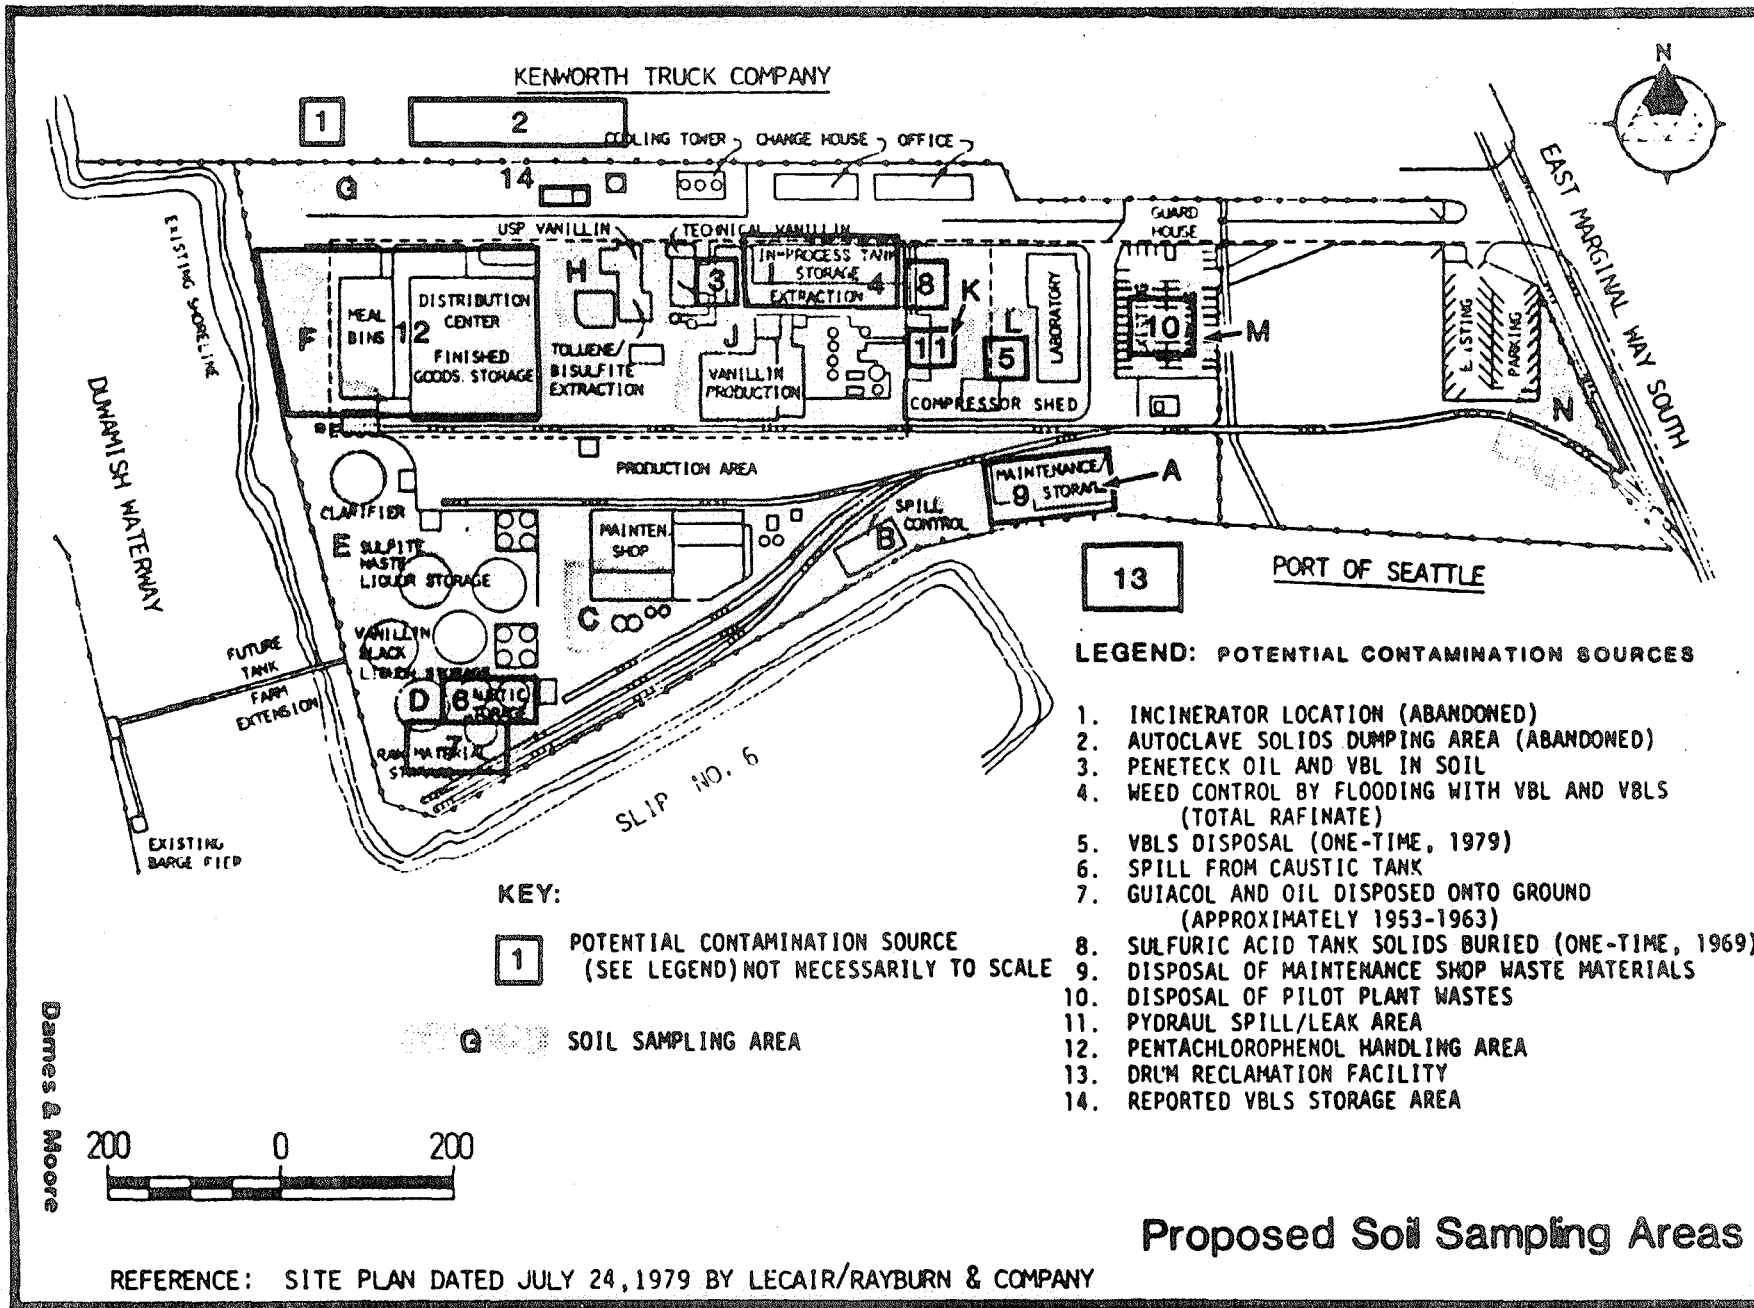 KENWORTH TRUCK COMPANY
N
1
2
COOLING TOWER
CHANGE HOUSE
OFFICE
G
14
EAST MARGINAL WAY SOUTH
EXISTING SHORELINE
USP VANILLIN
TECHNICAL VANILLIN
GUARD
HOUSE
H
3
IN-PROCESS TANK
STORAGE
4
EXTRACTION
I
8
K
F
MEAL
BINS
12
DISTRIBUTION
CENTER
FINISHED
GOODS. STORAGE
J
L
LABORATORY
10
M
EXISTING
PARKING
TOLUENE/
BISULFITE
EXTRACTION
VANILLIN
PRODUCTION
11
5
COMPRESSOR SHED
N
DUWAMISH WATERWAY
PRODUCTION AREA
MAINTENANCE/
STORAGE
9
A
CLARIFIER
SPILL
CONTROL
B
MAINTEN.
SHOP
E
SULPITE
WASTE
LIQUOR STORAGE
13
PORT OF SEATTLE
C
VANILLIN
BLACK
LIQUOR STORAGE
FUTURE
TANK
FARM
EXTENSION
D
6
7
RAW MATERIAL
SLIP NO. 6
EXISTING
BARGE PIER
LEGEND: POTENTIAL CONTAMINATION SOURCES
1. INCINERATOR LOCATION (ABANDONED)
2. AUTOCLAVE SOLIDS DUMPING AREA (ABANDONED)
3. PENETECK OIL AND VBL IN SOIL
4. WEED CONTROL BY FLOODING WITH VBL AND VBLS
(TOTAL RAFINATE)
5. VBLS DISPOSAL (ONE-TIME, 1979)
6. SPILL FROM CAUSTIC TANK
7. GUIACOL AND OIL DISPOSED ONTO GROUND
(APPROXIMATELY 1953-1963)
8. SULFURIC ACID TANK SOLIDS BURIED (ONE-TIME, 1969)
9. DISPOSAL OF MAINTENANCE SHOP WASTE MATERIALS
10. DISPOSAL OF PILOT PLANT WASTES
11. PYDRAUL SPILL/LEAK AREA
12. PENTACHLOROPHENOL HANDLING AREA
13. DRUM RECLAMATION FACILITY
14. REPORTED VBLS STORAGE AREA
KEY:
1
POTENTIAL CONTAMINATION SOURCE
(SEE LEGEND) NOT NECESSARILY TO SCALE
G
SOIL SAMPLING AREA
Dames & Moore
200 0 200
Proposed Soil Sampling Areas
REFERENCE: SITE PLAN DATED JULY 24, 1979 BY LECAIR/RAYBURN & COMPANY